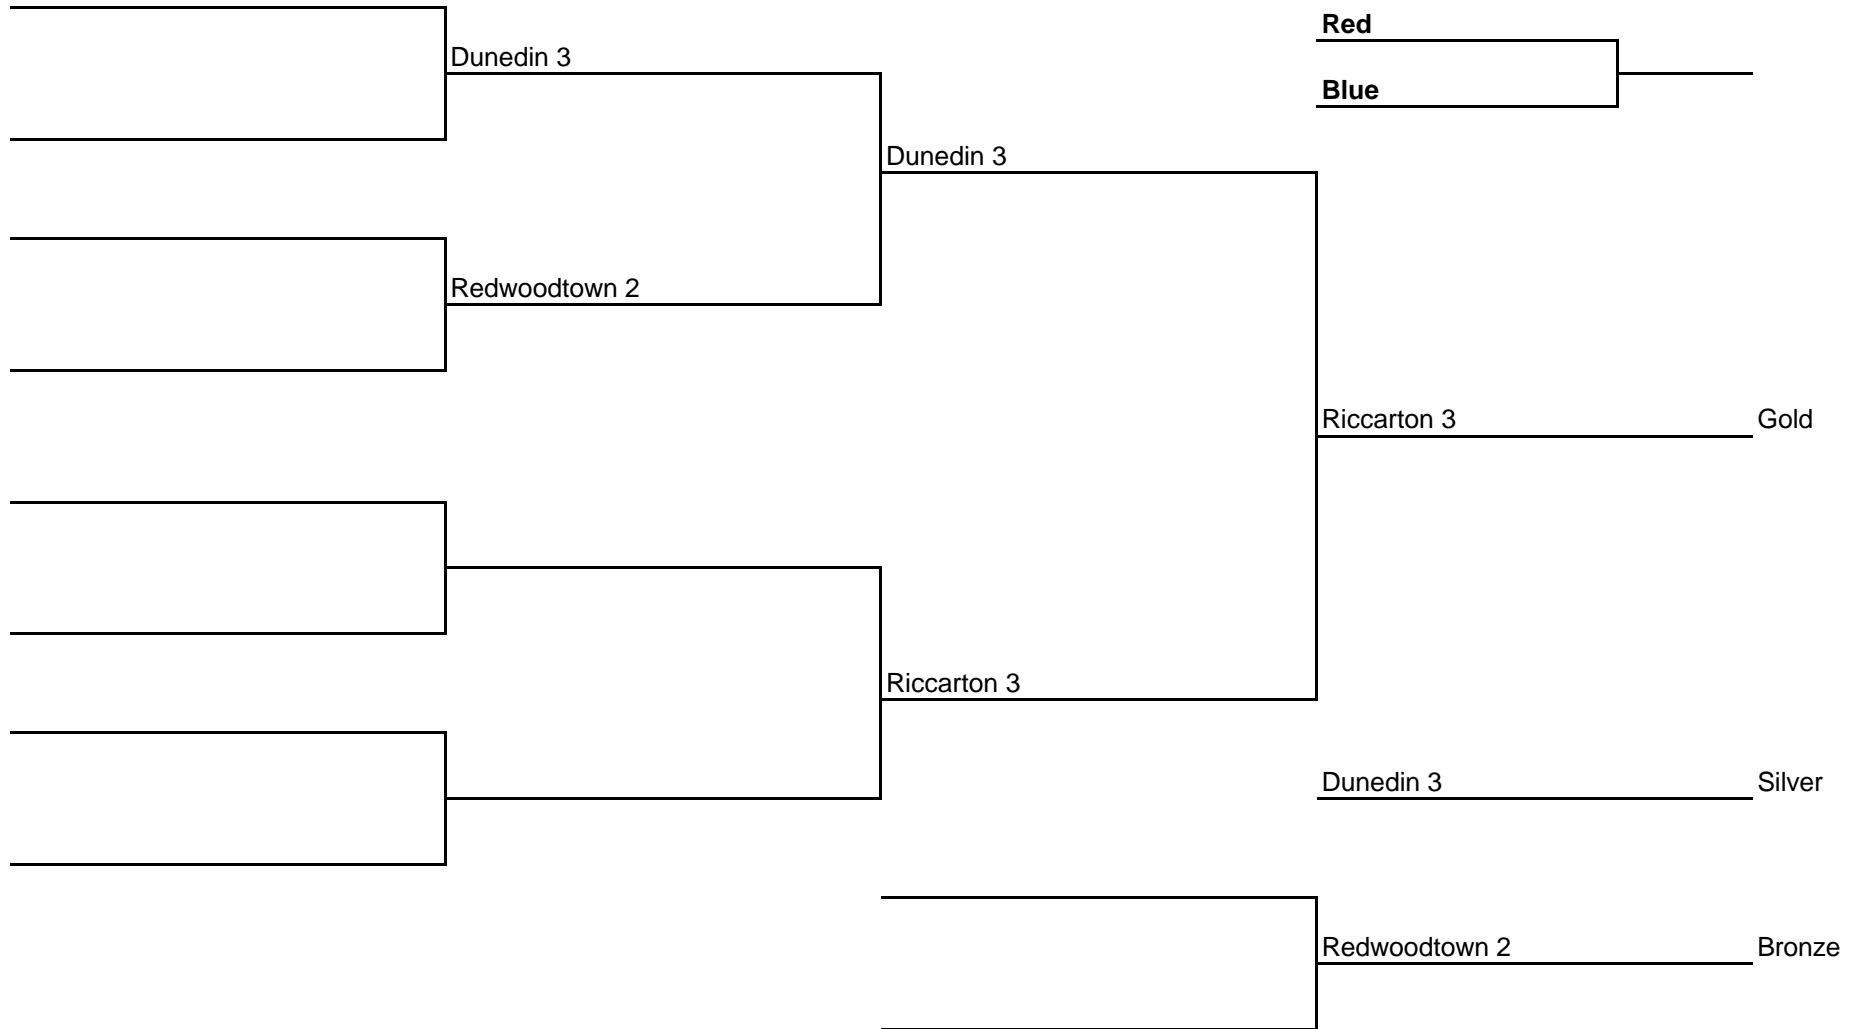 Red
Dunedin 3
Blue
Dunedin 3
Redwoodtown 2
Riccarton 3 Gold
Riccarton 3
Dunedin 3 Silver
Redwoodtown 2 Bronze